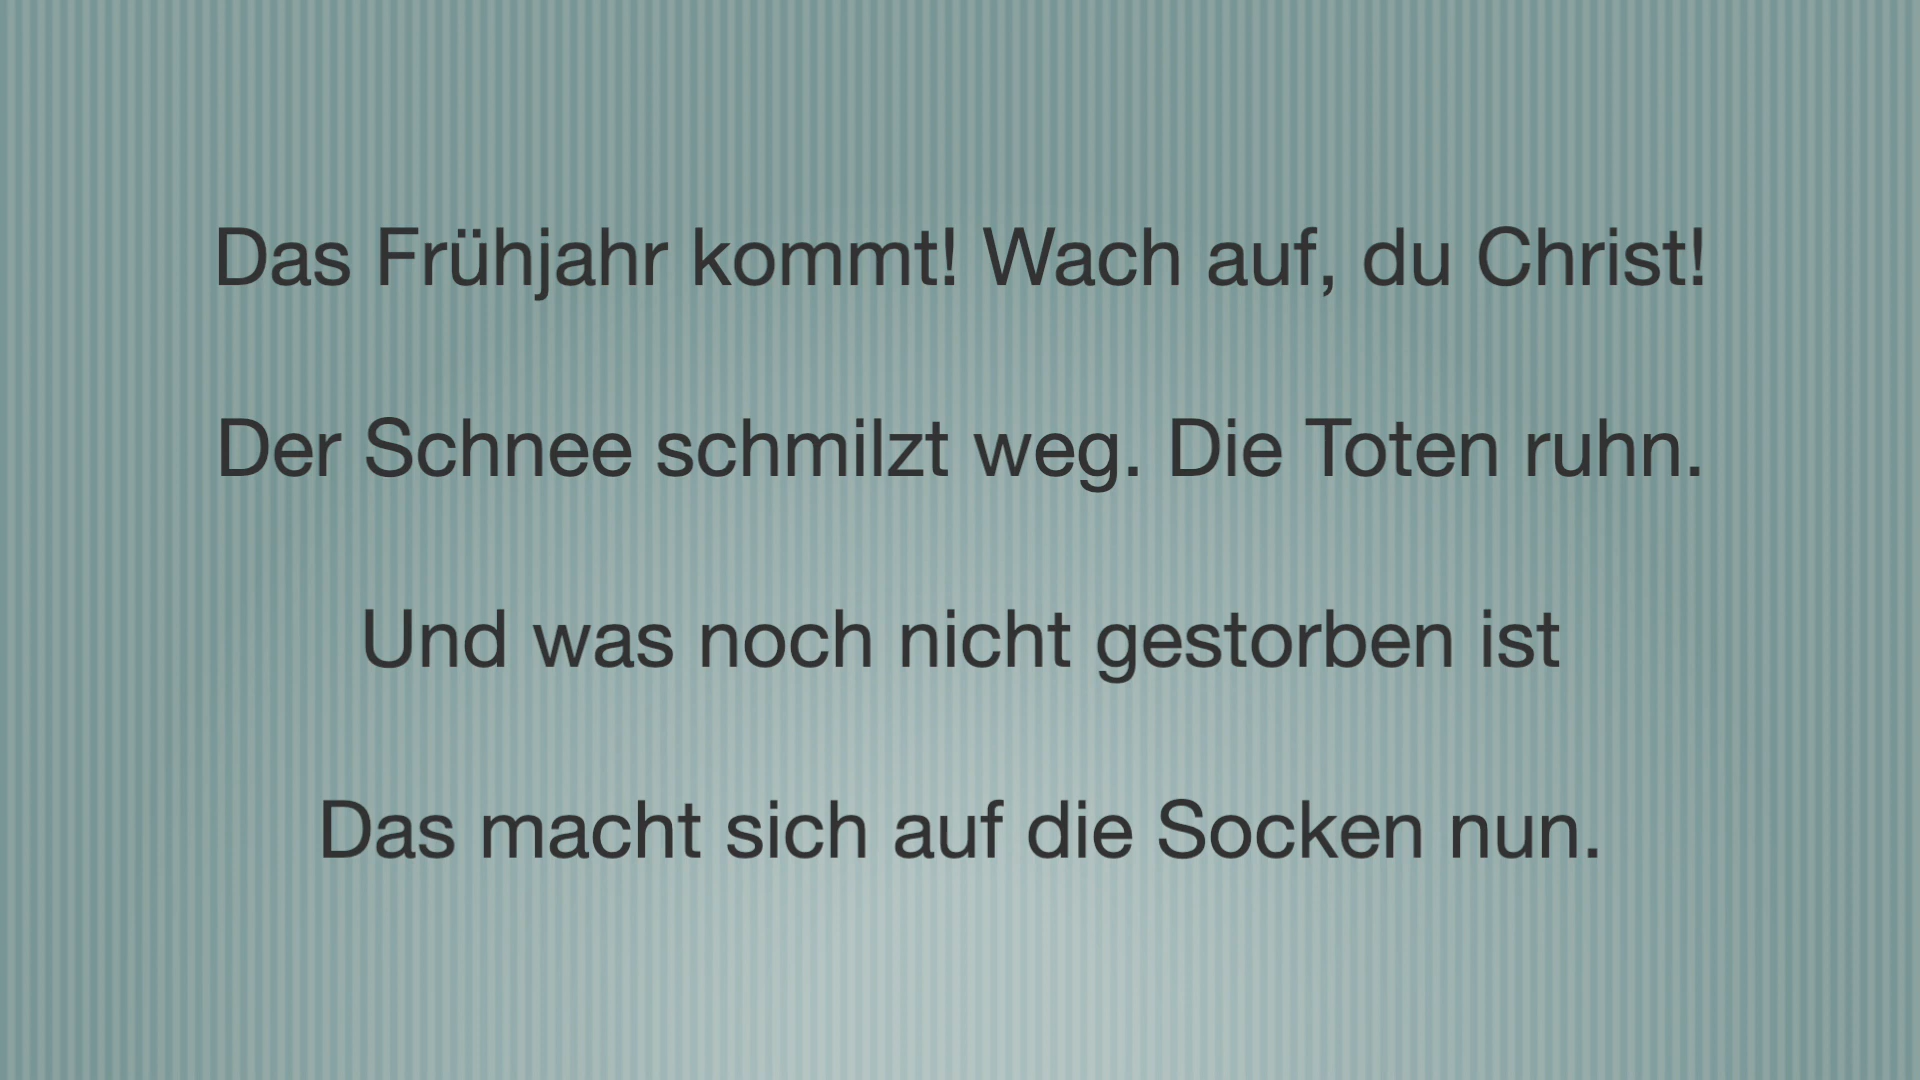 Das Frühjahr kommt! Wach auf, du Christ!
Der Schnee schmilzt weg. Die Toten ruhn.
Und was noch nicht gestorben ist
Das macht sich auf die Socken nun.